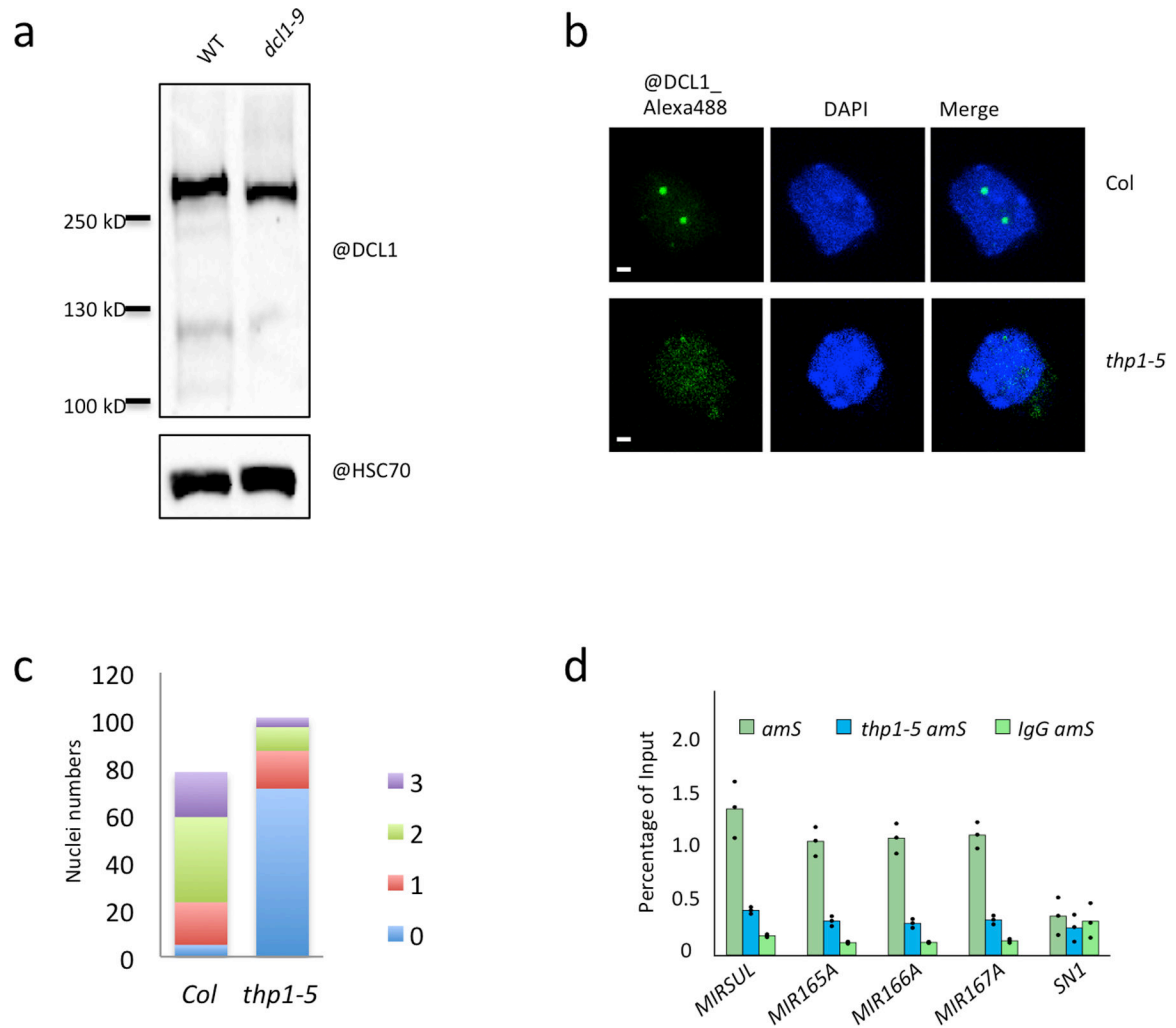 a
WT
dcl1-9
250 kD
130 kD
100 kD
@DCL1
@HSC70
b
@DCL1_
Alexa488
DAPI
Merge
Col
thp1-5
c
120
100
80
60
40
20
0
Nuclei numbers
3
2
1
0
Col
thp1-5
d
amS
thp1-5 amS
IgG amS
2.0
1.5
1.0
0.5
0
Percentage of Input
MIRSUL
MIR165A
MIR166A
MIR167A
SN1